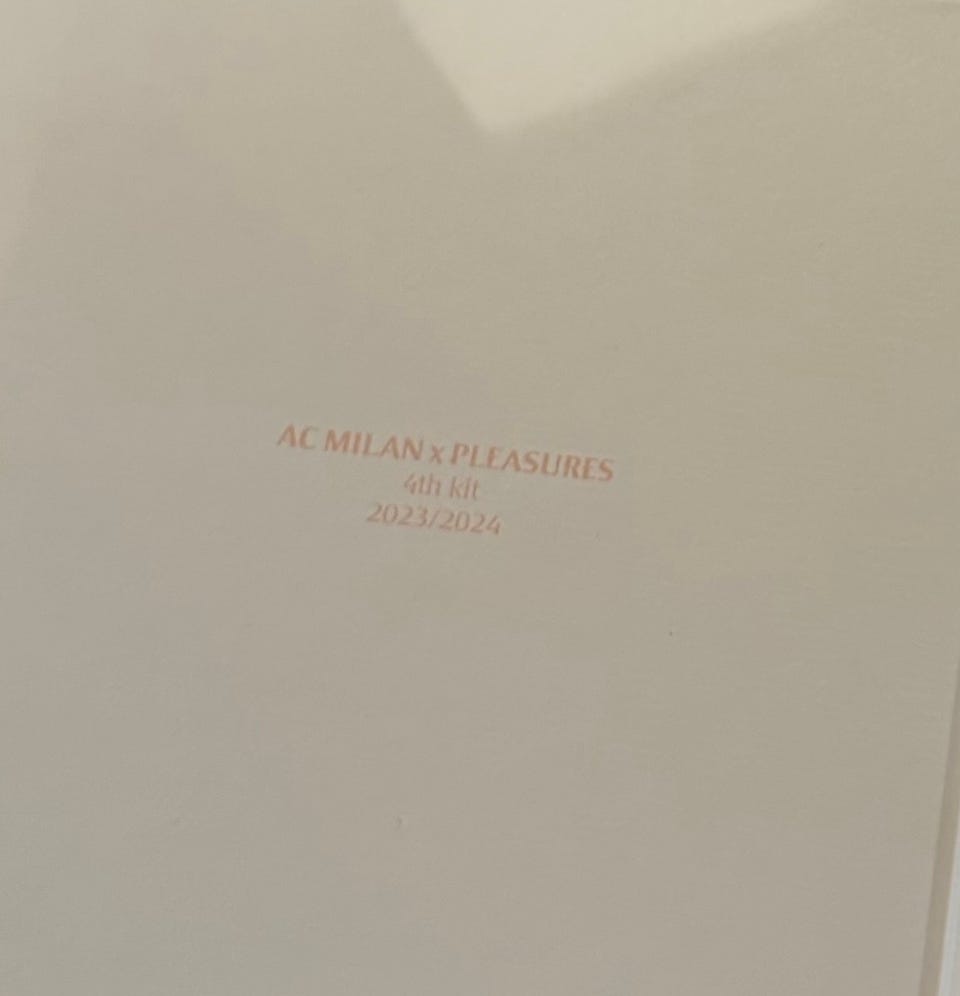 AC MILAN x PLEASURES
4th kit
2023/2024